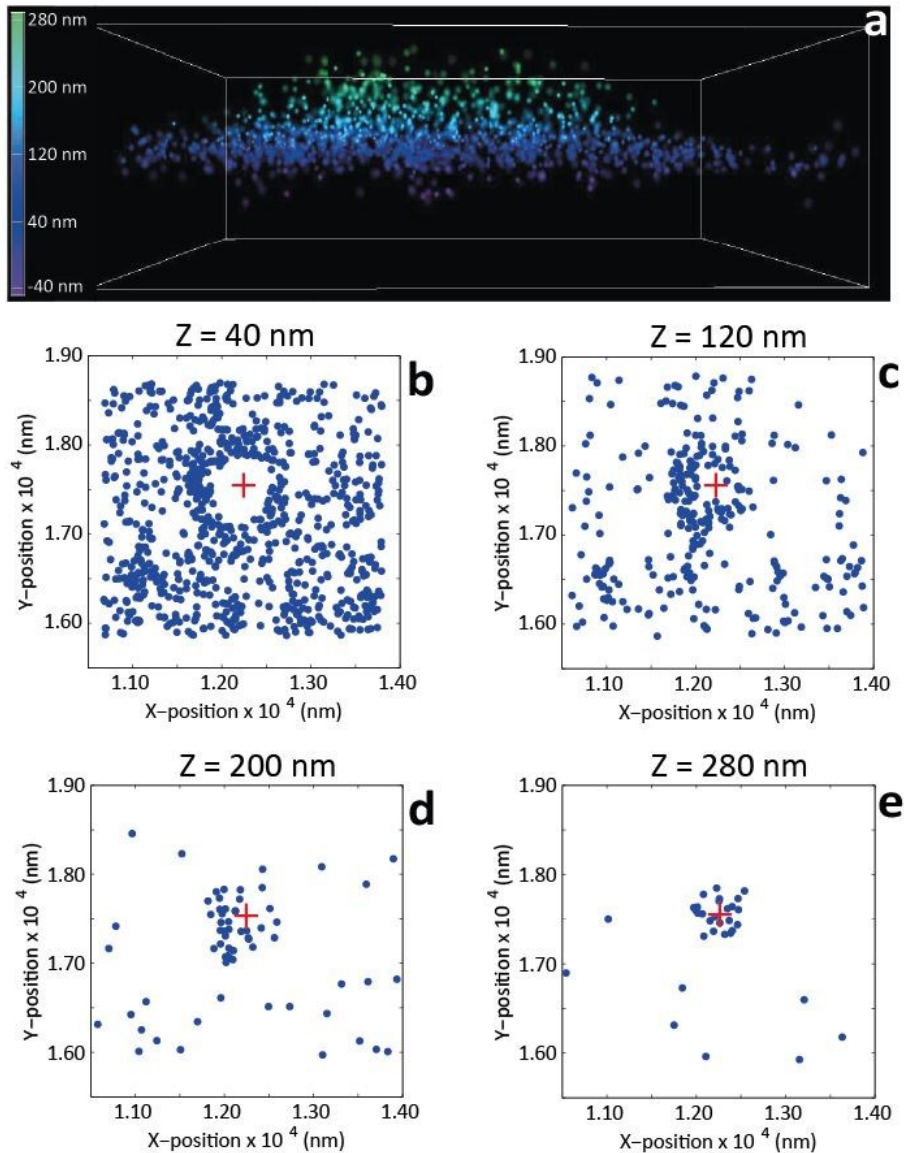 280 nm
a
200 nm
120 nm
40 nm
-40 nm
Z = 40 nm
b
1.90
1.80
1.70
1.60
Y–position x 10 4 (nm)
1.10 1.20 1.30 1.40
X–position x 10 4 (nm)
Z = 120 nm
c
1.90
1.80
1.70
1.60
Y–position x 10 4 (nm)
1.10 1.20 1.30 1.40
X–position x 10 4 (nm)
Z = 200 nm
d
1.90
1.80
1.70
1.60
Y–position x 10 4 (nm)
1.10 1.20 1.30 1.40
X–position x 10 4 (nm)
Z = 280 nm
e
1.90
1.80
1.70
1.60
Y–position x 10 4 (nm)
1.10 1.20 1.30 1.40
X–position x 10 4 (nm)